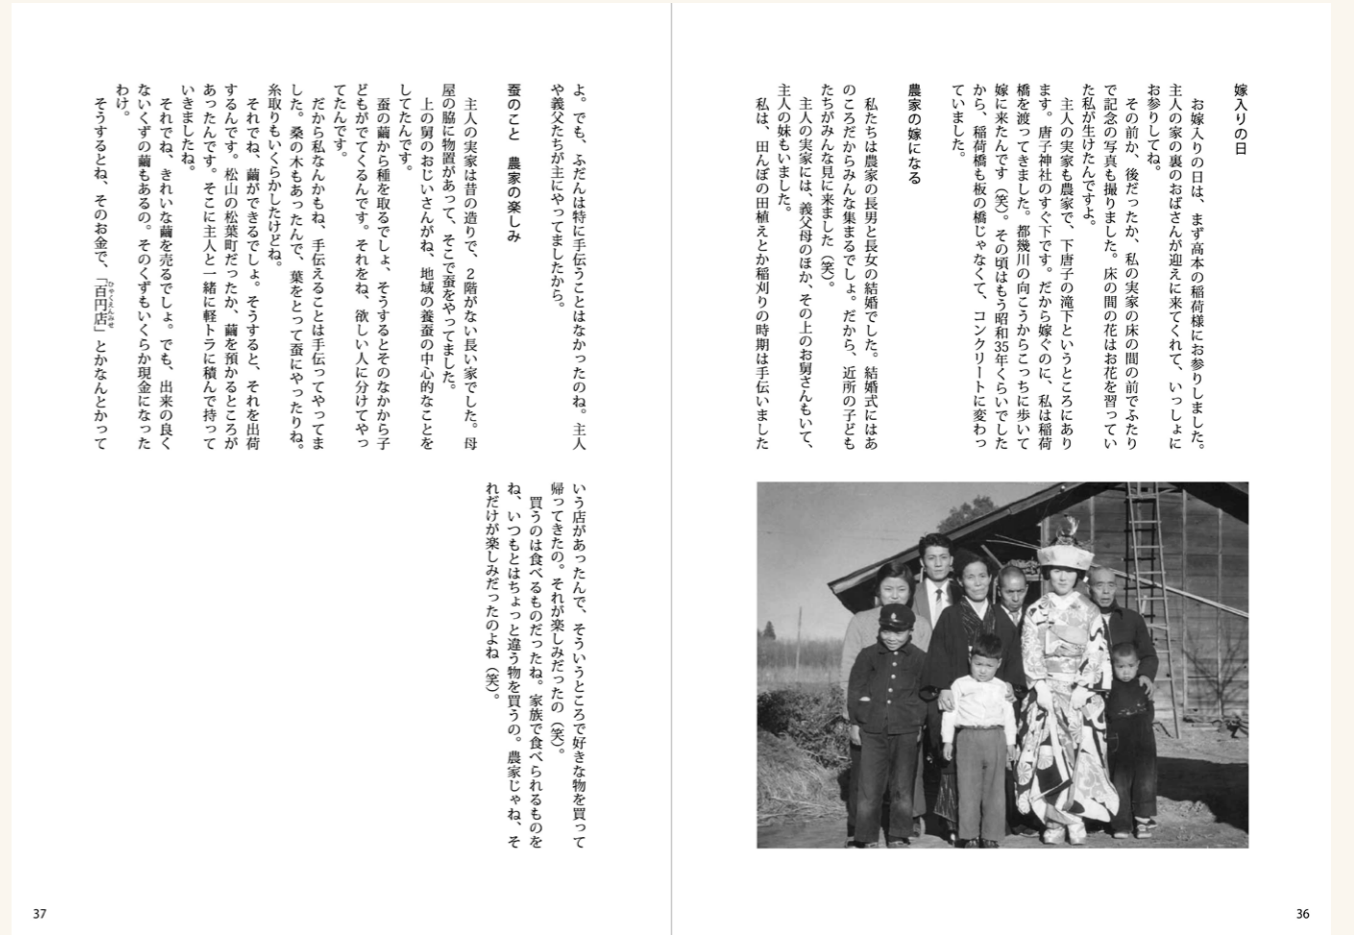 嫁入りの日
お嫁入りの日は、まず高本の稲荷様にお参りしました。
主人の家の裏のおばさんが迎えに来てくれて、いっしょに
お参りしてね。
その前か、後だったか、私の実家の床の間の前でふたり
で記念の写真も撮りました。床の間の花はお花を習ってい
た私が生けたんですよ。
主人の実家も農家で、下唐子の滝下というところにあり
ます。唐子神社のすぐ下です。だから嫁ぐのに、私は稲荷
橋を渡ってきました。都幾川の向こうからこっちに歩いて
嫁に来たんです（笑）。その頃はもう昭和35年くらいでした
から、稲荷橋も板の橋じゃなくて、コンクリートに変わっ
ていました。
農家の嫁になる
私たちは農家の長男と長女の結婚でした。結婚式にはあ
のころだからみんな集まるでしょ。だから、近所の子ども
たちがみんな見に来ました（笑）。
主人の実家には、義父母のほか、その上のお舅さんもいて、
主人の妹もいました。
私は、田んぼの田植えとか稲刈りの時期は手伝いました
36
よ。でも、ふだんは特に手伝うことはなかったのね。主人
や義父たちが主にやってましたから。
蚕のこと　農家の楽しみ
主人の実家は昔の造りで、2階がない長い家でした。母
屋の脇に物置があって、そこで蚕をやってました。
上の舅のおじいさんがね、地域の養蚕の中心的なことを
してたんです。
蚕の繭から種を取るでしょ、そうするとそのなかから子
どもがでてくるんです。それをね、欲しい人に分けてやっ
てたんです。
だから私なんかもね、手伝えることは手伝ってやってま
した。桑の木もあったんで、葉をとって蚕にやったりね。
糸取りもいくらかしたけどね。
それでね、繭ができるでしょ。そうすると、それを出荷
するんです。松山の松葉町だったか、繭を預かるところが
あったんです。そこに主人と一緒に軽トラに積んで持って
いきましたね。
それでね、きれいな繭を売るでしょ。でも、出来の良く
ないくずの繭もあるの。そのくずもいくらか現金になった
わけ。
そうするとね、そのお金で、「百円店」とかなんとかって
ひゃくえんみせ
いう店があったんで、そういうところで好きな物を買って
帰ってきたの。それが楽しみだったの（笑）。
買うのは食べるものだったね。家族で食べられるものを
ね、いつもとはちょっと違う物を買うの。農家じゃね、そ
れだけが楽しみだったのよね（笑）。
37